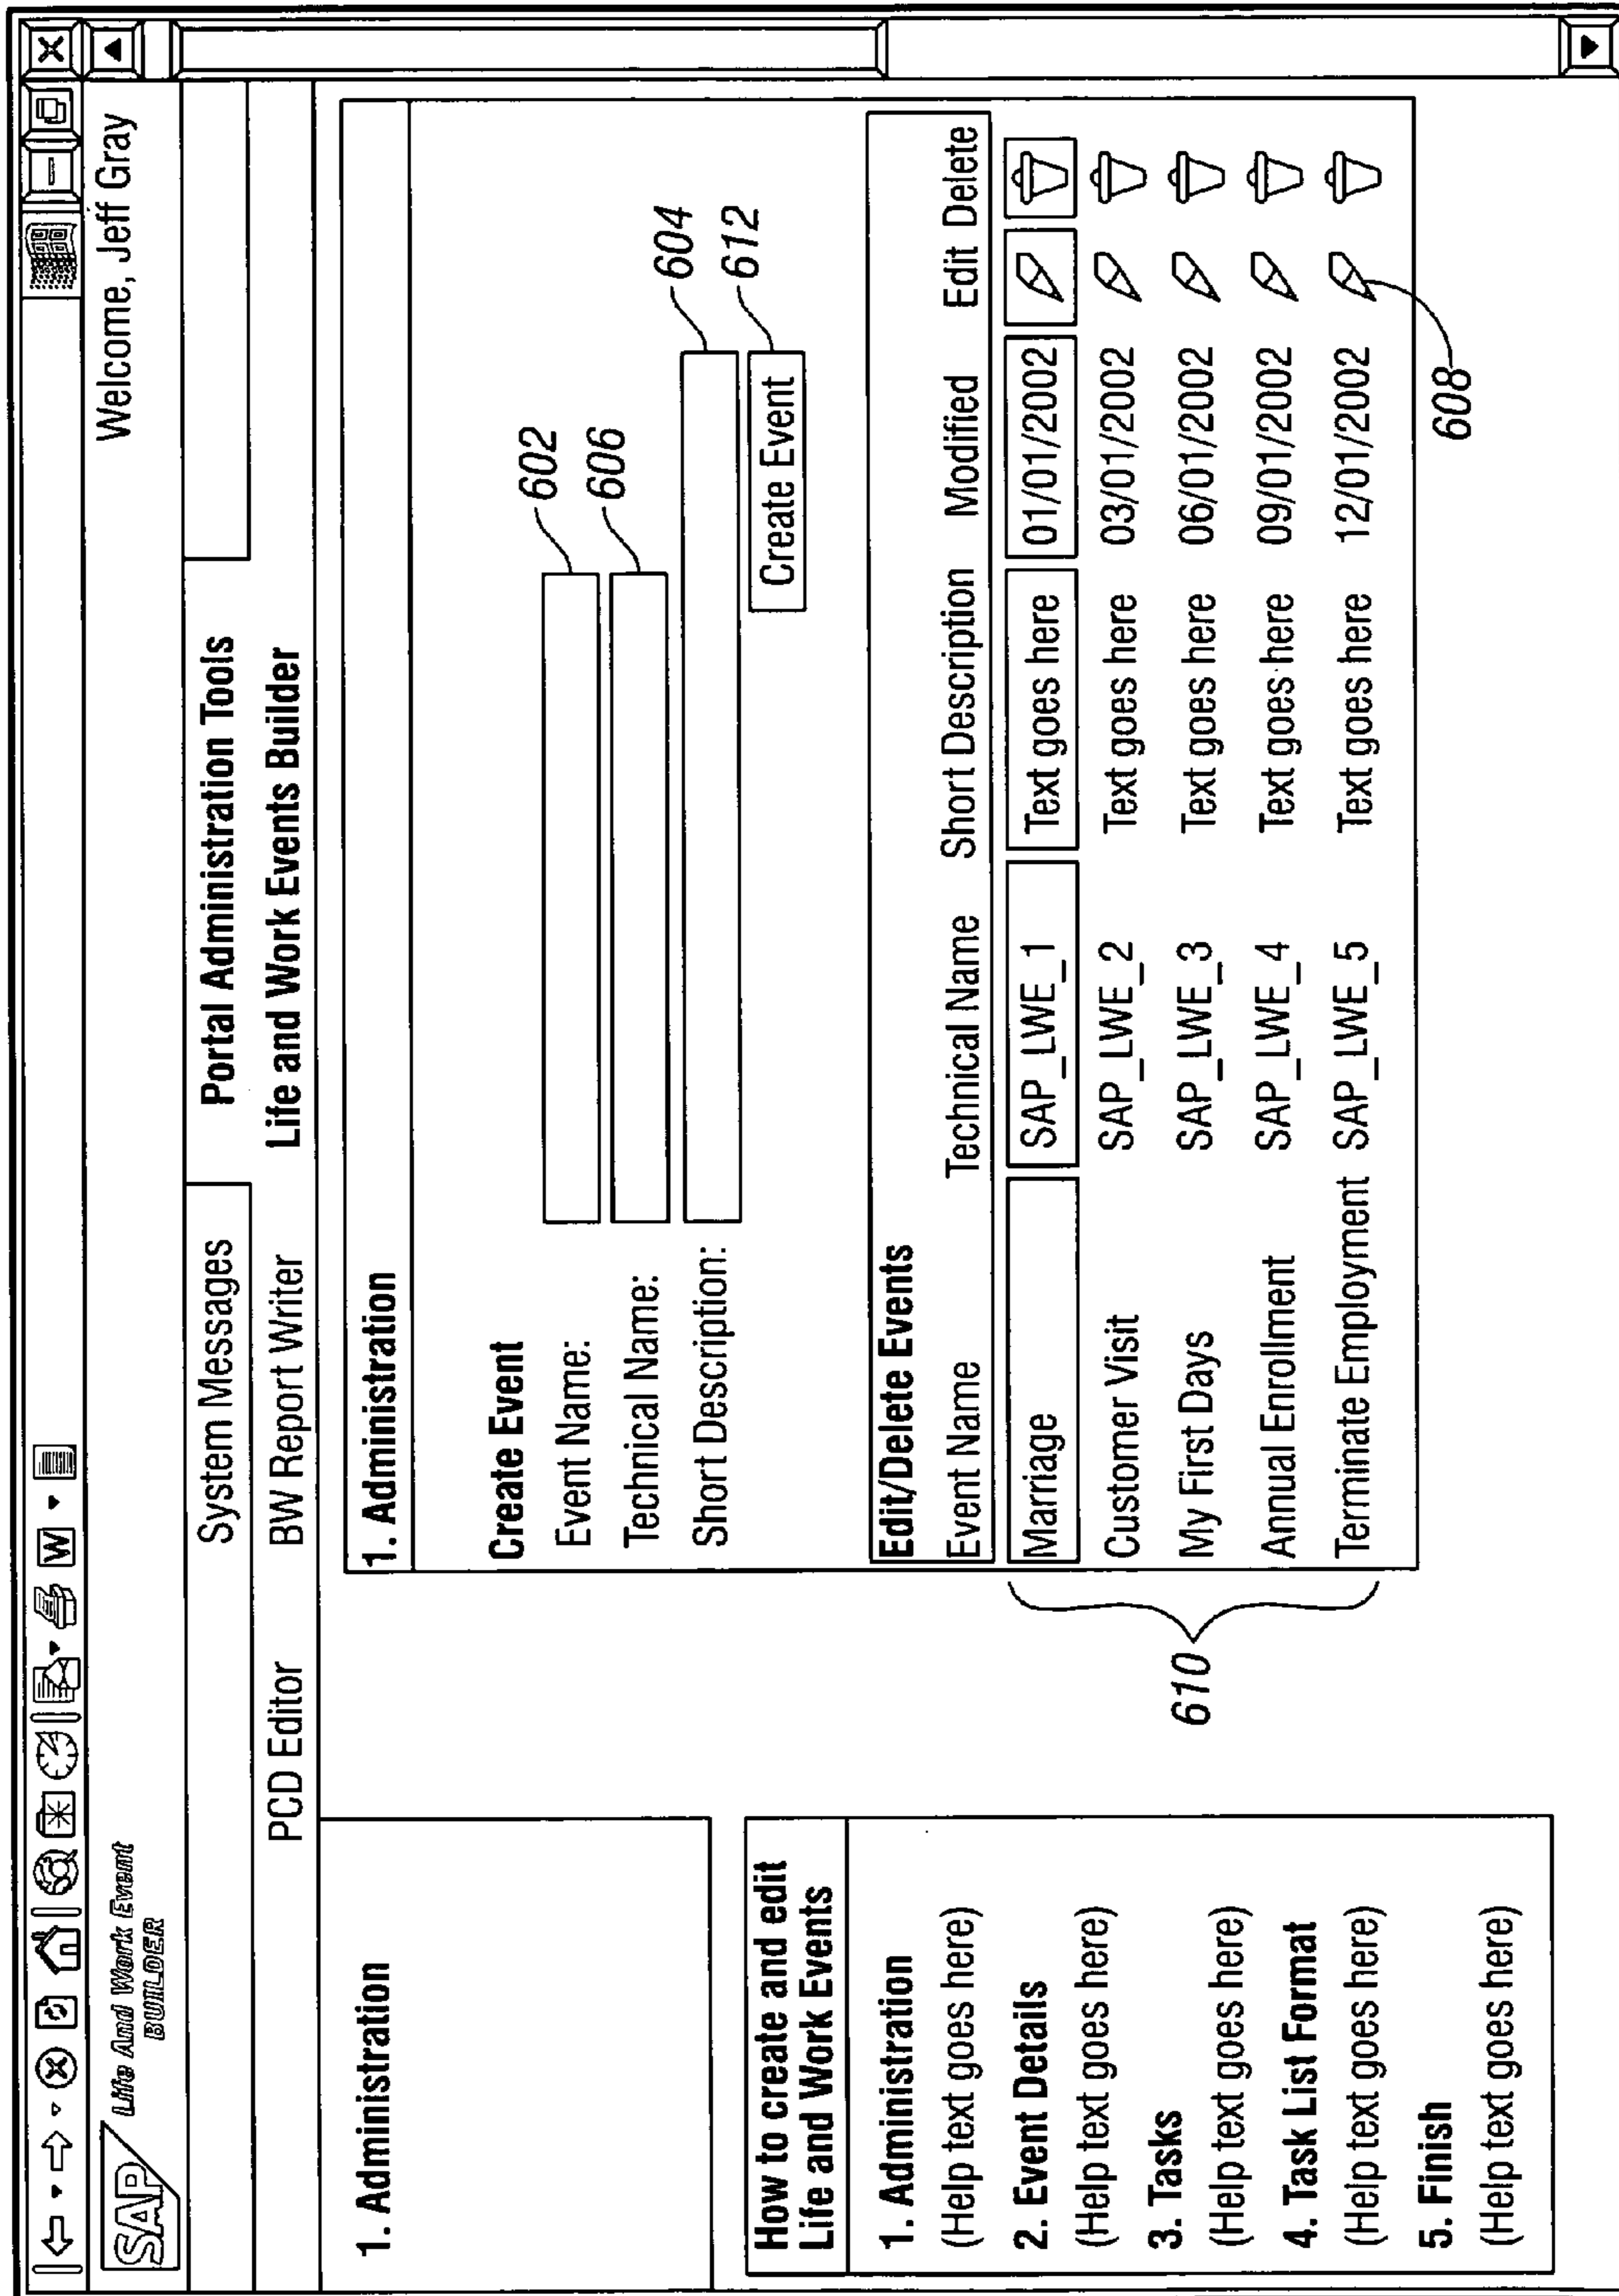 W
Life And Work Event
BUILDER
SAP
Welcome, Jeff Gray
System Messages
Portal Administration Tools
PCD Editor
BW Report Writer
Life and Work Events Builder
1. Administration
How to create and edit
Life and Work Events
1. Administration
(Help text goes here)
2. Event Details
(Help text goes here)
3. Tasks
(Help text goes here)
4. Task List Format
(Help text goes here)
5. Finish
(Help text goes here)
1. Administration
Create Event
Event Name:
602
Technical Name:
606
Short Description:
604
Create Event
612
Edit/Delete Events
Event Name Technical Name Short Description Modified Edit Delete
Marriage SAP_LWE_1 Text goes here 01/01/2002
Customer Visit SAP_LWE_2 Text goes here 03/01/2002
My First Days SAP_LWE_3 Text goes here 06/01/2002
Annual Enrollment SAP_LWE_4 Text goes here 09/01/2002
Terminate Employment SAP_LWE_5 Text goes here 12/01/2002
610
608